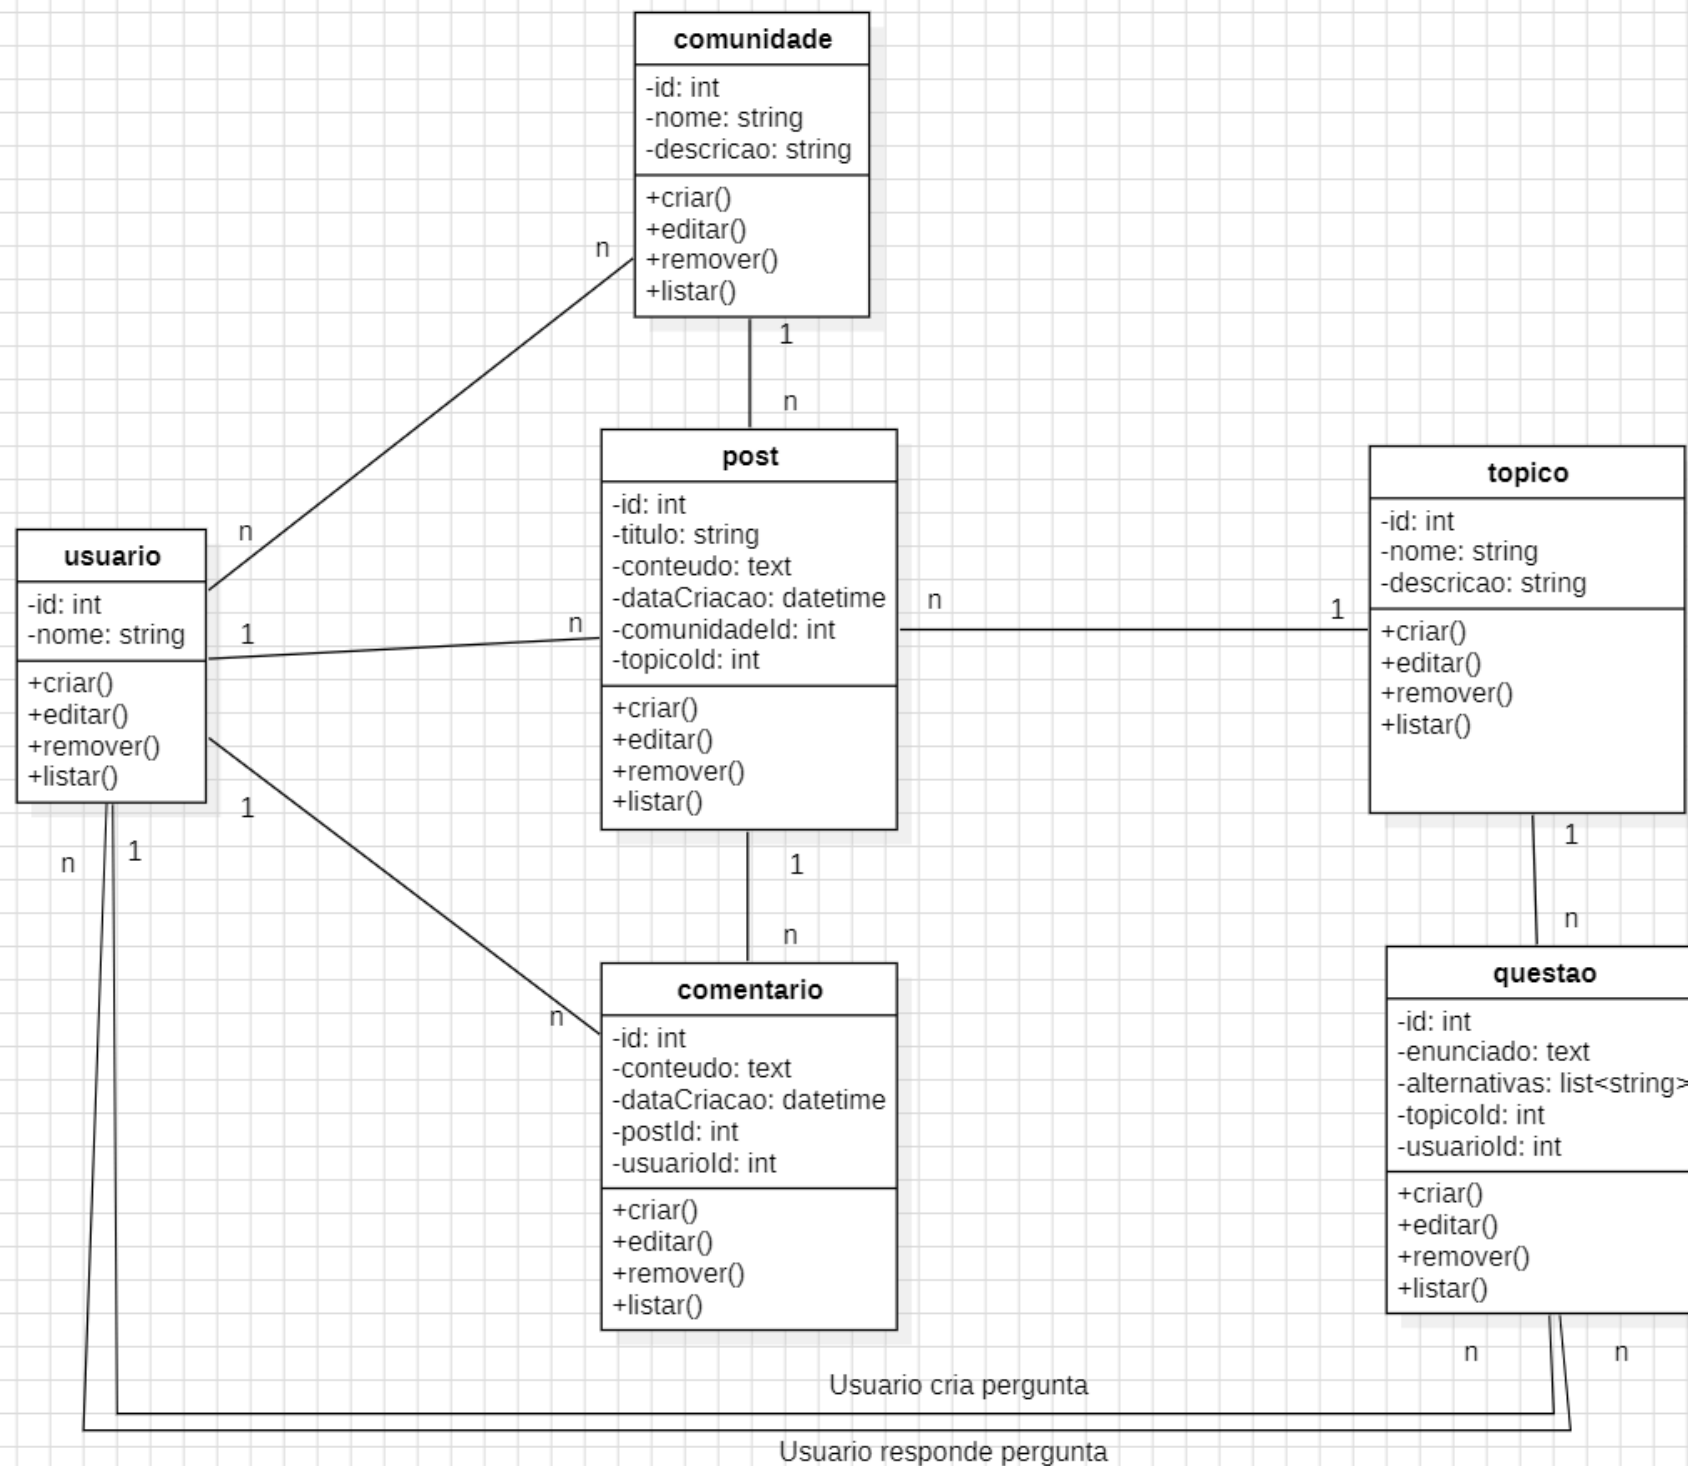 comunidade
-id: int
-nome: string
-descricao: string
+criar()
+editar()
+remover()
+listar()
n
1
n
n
post
-id: int
-titulo: string
-conteudo: text
-dataCriacao: datetime
-comunidadeId: int
-topicoId: int
+criar()
+editar()
+remover()
+listar()
topico
-id: int
-nome: string
-descricao: string
+criar()
+editar()
+remover()
+listar()
usuario
-id: int
-nome: string
+criar()
+editar()
+remover()
+listar()
1
n
n
1
1
n
1
1
n
1
n
n
comentario
-id: int
-conteudo: text
-dataCriacao: datetime
-postId: int
-usuarioId: int
+criar()
+editar()
+remover()
+listar()
questao
-id: int
-enunciado: text
-alternativas: list<string>
-topicoId: int
-usuarioId: int
+criar()
+editar()
+remover()
+listar()
n
n
Usuario cria pergunta
Usuario responde pergunta